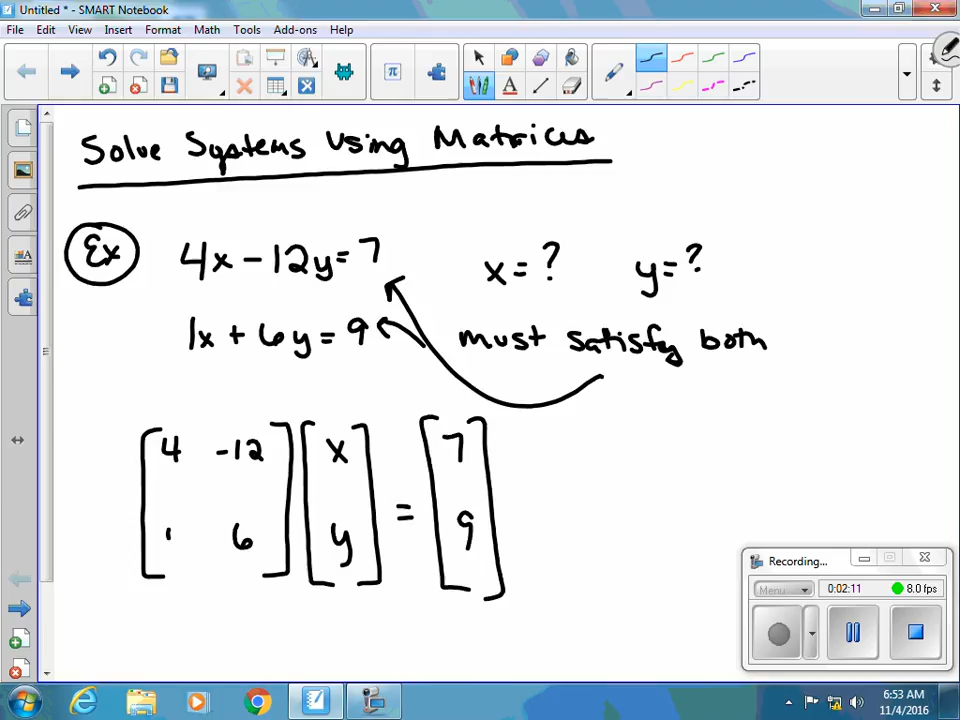 Untitled * - SMART Notebook
File Edit View Insert Format Math Tools Add-ons Help
Solve Systems Using Matrices
Ex 4x - 12y = 7 x = ? y = ?
1x + 6y = 9 must satisfy both
4 -12 x 7
=
1 6 y 9
Recording...
Menu 0:02:11 8.0 fps
6:53 AM
11/4/2016